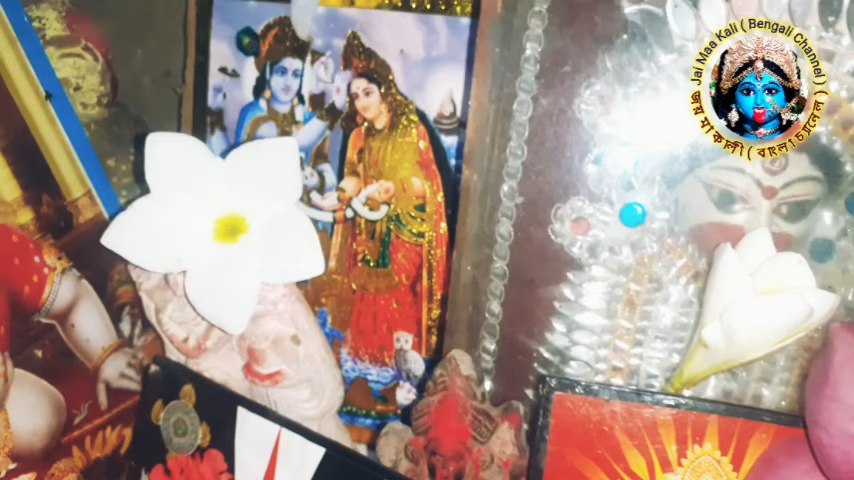 Jai Maa Kali ( Bengali Channel )
জয় মা কালী ( বাংলা চ্যানেল )